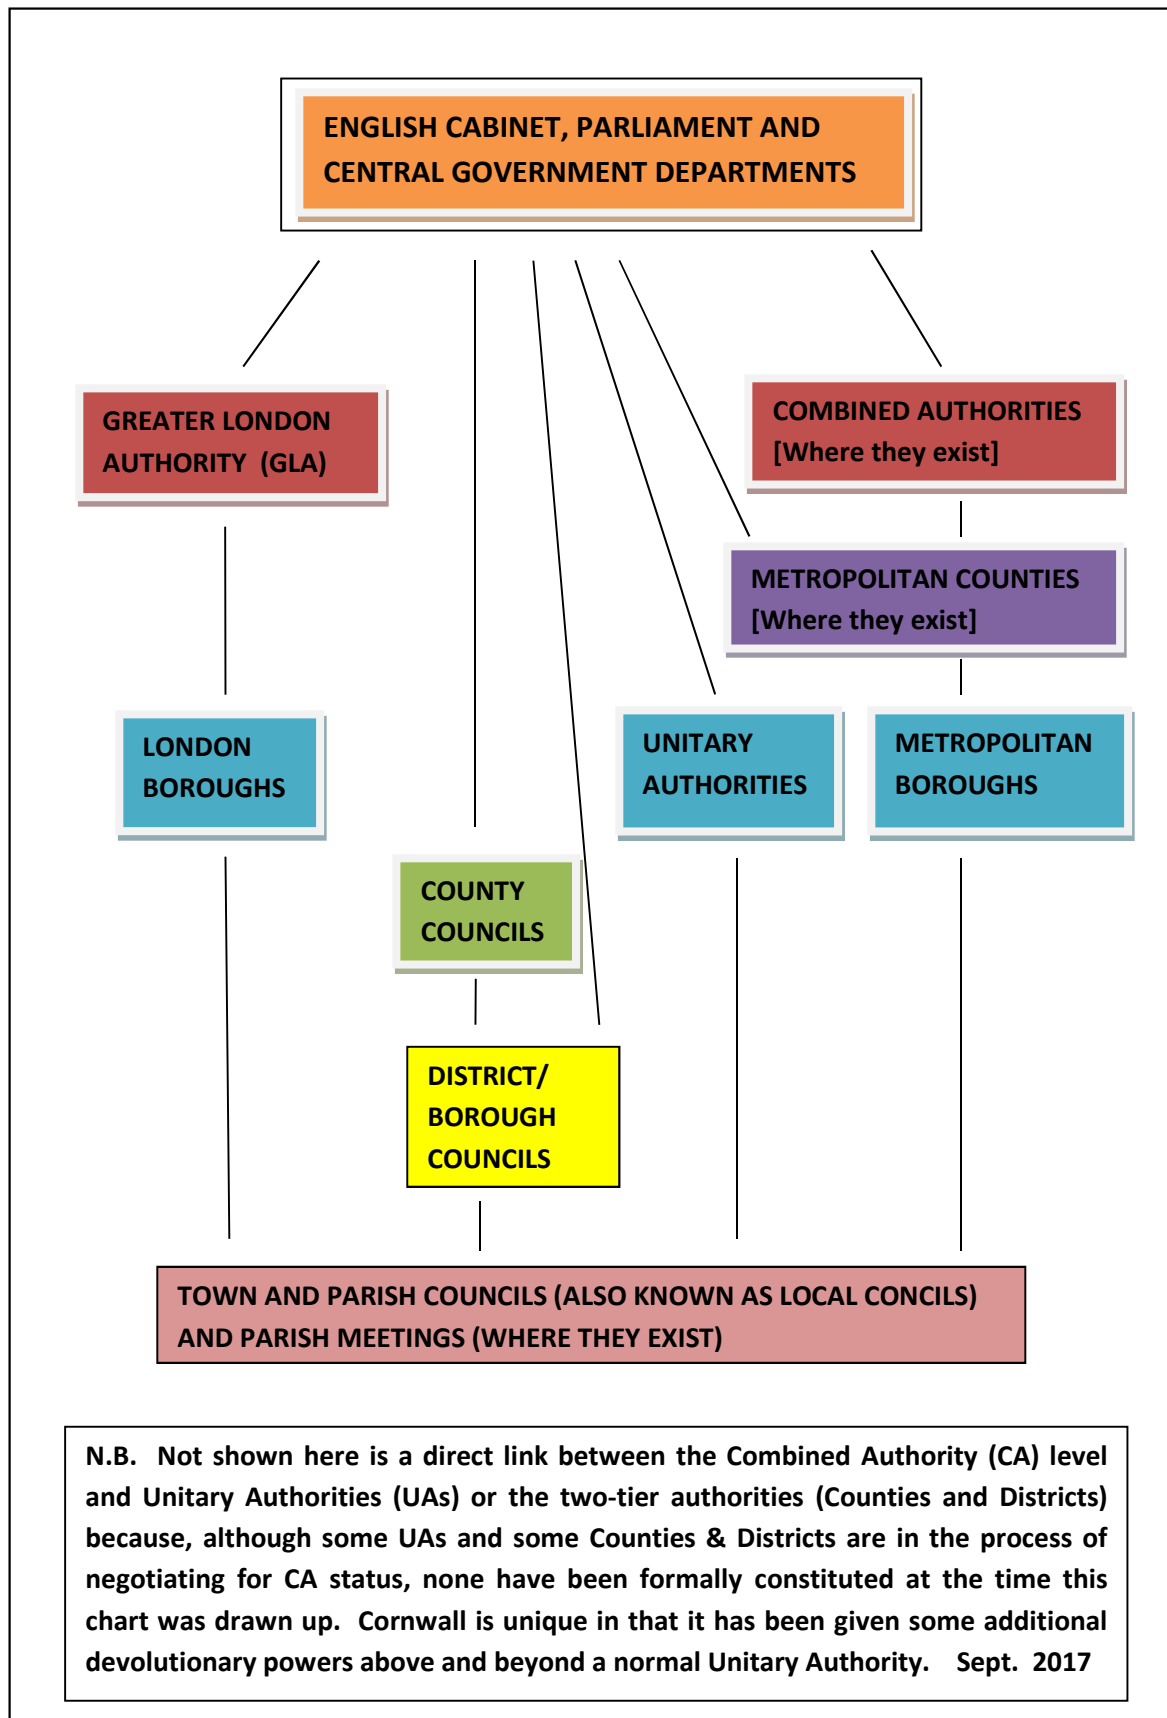 ENGLISH CABINET, PARLIAMENT AND
CENTRAL GOVERNMENT DEPARTMENTS
GREATER LONDON
AUTHORITY (GLA)
COMBINED AUTHORITIES
[Where they exist]
METROPOLITAN COUNTIES
[Where they exist]
LONDON
BOROUGHS
UNITARY
AUTHORITIES
METROPOLITAN
BOROUGHS
COUNTY
COUNCILS
DISTRICT/
BOROUGH
COUNCILS
TOWN AND PARISH COUNCILS (ALSO KNOWN AS LOCAL CONCILS)
AND PARISH MEETINGS (WHERE THEY EXIST)
N.B. Not shown here is a direct link between the Combined Authority (CA) level
and Unitary Authorities (UAs) or the two-tier authorities (Counties and Districts)
because, although some UAs and some Counties & Districts are in the process of
negotiating for CA status, none have been formally constituted at the time this
chart was drawn up. Cornwall is unique in that it has been given some additional
devolutionary powers above and beyond a normal Unitary Authority. Sept. 2017